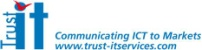 Trust
it
Communicating ICT to Markets
www.trust-itservices.com